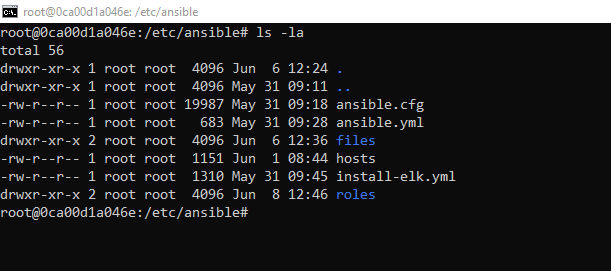 root@0ca00d1a046e: /etc/ansible
root@0ca00d1a046e:/etc/ansible# ls -la
total 56
drwxr-xr-x 1 root root  4096 Jun  6 12:24 .
drwxr-xr-x 1 root root  4096 May 31 09:11 ..
-rw-r--r-- 1 root root 19987 May 31 09:18 ansible.cfg
-rw-r--r-- 1 root root   683 May 31 09:28 ansible.yml
drwxr-xr-x 2 root root  4096 Jun  6 12:36 files
-rw-r--r-- 1 root root  1151 Jun  1 08:44 hosts
-rw-r--r-- 1 root root  1310 May 31 09:45 install-elk.yml
drwxr-xr-x 2 root root  4096 Jun  8 12:46 roles
root@0ca00d1a046e:/etc/ansible#